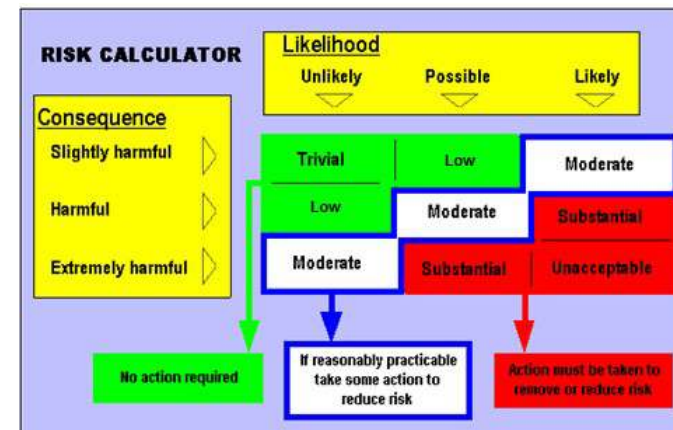 RISK CALCULATOR
Likelihood
Unlikely Possible Likely
Consequence
Slightly harmful Trivial Low Moderate
Harmful Low Moderate Substantial
Extremely harmful Moderate Substantial Unacceptable
No action required
If reasonably practicable
take some action to
reduce risk
Action must be taken to
remove or reduce risk